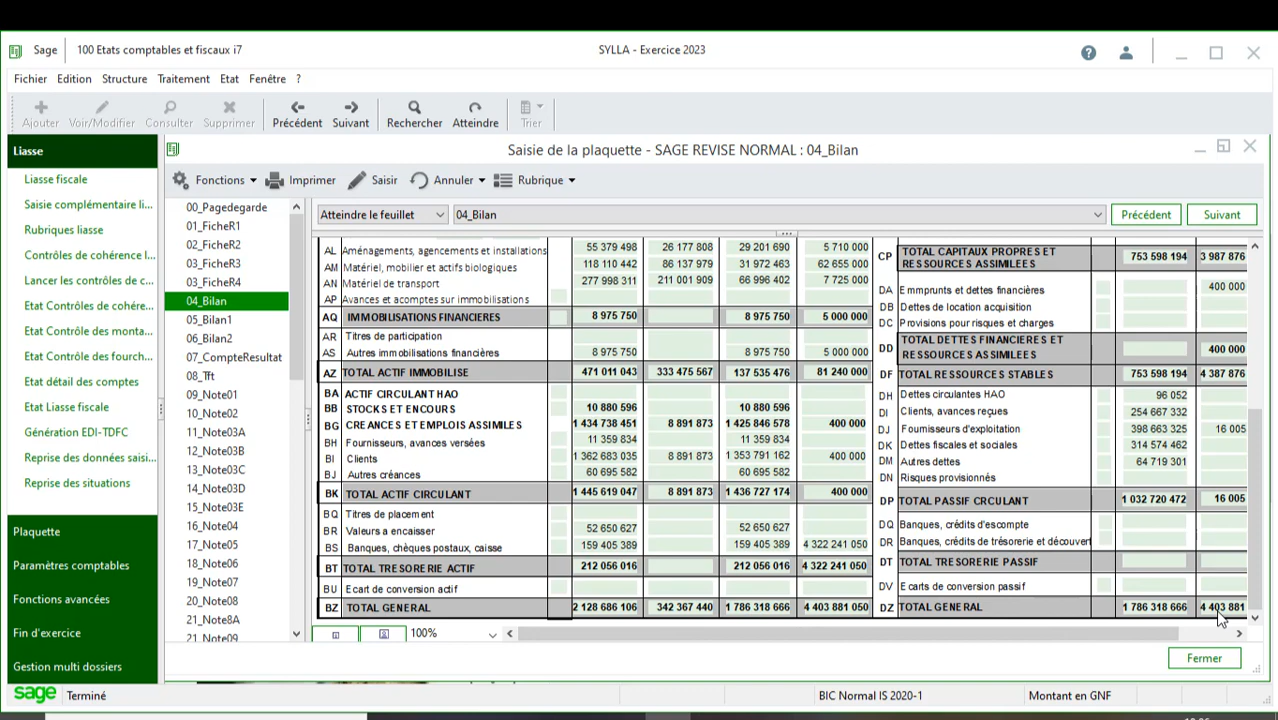 Sage 100 Etats comptables et fiscaux i7 SYLLA - Exercice 2023
Fichier Edition Structure Traitement Etat Fenêtre ?
Ajouter Voir/Modifier Consulter Supprimer Précédent Suivant Rechercher Atteindre Trier
Liasse
Liasse fiscale
Saisie complémentaire li...
Rubriques liasse
Contrôles de cohérence l...
Lancer les contrôles de c...
Etat Contrôles de cohére...
Etat Contrôle des monta...
Etat Contrôle des fourch...
Etat détail des comptes
Etat Liasse fiscale
Génération EDI-TDFC
Reprise des données saisi...
Reprise des situations
Plaquette
Paramètres comptables
Fonctions avancées
Fin d'exercice
Gestion multi dossiers
Saisie de la plaquette - SAGE REVISE NORMAL : 04_Bilan
Fonctions Imprimer Saisir Annuler Rubrique
00_Pagedegarde
01_FicheR1
02_FicheR2
03_FicheR3
03_FicheR4
04_Bilan
05_Bilan1
06_Bilan2
07_CompteResultat
08_Tft
09_Note01
10_Note02
11_Note03A
12_Note03B
13_Note03C
14_Note03D
15_Note03E
16_Note04
17_Note05
18_Note06
19_Note07
20_Note08
21_Note8A
21_Note09
Atteindre le feuillet 04_Bilan Précédent Suivant
AL Aménagements, agencements et installations 55 379 498 26 177 808 29 201 690 5 710 000
AM Matériel, mobilier et actifs biologiques 118 110 442 86 137 979 31 972 463 62 655 000
AN Matériel de transport 277 998 311 211 001 909 66 996 402 7 725 000
AP Avances et acomptes sur immobilisations
AQ IMMOBILISATIONS FINANCIERES 8 975 750 8 975 750 5 000 000
AR Titres de participation
AS Autres immobilisations financières 8 975 750 8 975 750 5 000 000
AZ TOTAL ACTIF IMMOBILISE 471 011 043 333 475 567 137 535 476 81 240 000
BA ACTIF CIRCULANT HAO
BB STOCKS ET ENCOURS 10 880 596 10 880 596
BG CREANCES ET EMPLOIS ASSIMILES 1 434 738 451 8 891 873 1 425 846 578 400 000
BH Fournisseurs, avances versées 11 359 834 11 359 834
BI Clients 1 362 683 035 8 891 873 1 353 791 162 400 000
BJ Autres créances 60 695 582 60 695 582
BK TOTAL ACTIF CIRCULANT 1 445 619 047 8 891 873 1 436 727 174 400 000
BQ Titres de placement
BR Valeurs a encaisser 52 650 627 52 650 627
BS Banques, chèques postaux, caisse 159 405 389 159 405 389 4 322 241 050
BT TOTAL TRESORERIE ACTIF 212 056 016 212 056 016 4 322 241 050
BU Ecart de conversion actif
BZ TOTAL GENERAL 2 128 686 106 342 367 440 1 786 318 666 4 403 881 050
CP TOTAL CAPITAUX PROPRES ET
RESSOURCES ASSIMILEES 753 598 194 3 987 876
DA Emmprunts et dettes financières 400 000
DB Dettes de location acquisition
DC Provisions pour risques et charges
DD TOTAL DETTES FINANCIERES ET
RESSOURCES ASSIMILEES 400 000
DF TOTAL RESSOURCES STABLES 753 598 194 4 387 876
DH Dettes circulantes HAO 96 052
DI Clients, avances reçues 254 667 332
DJ Fournisseurs d'exploitation 398 663 325 16 005
DK Dettes fiscales et sociales 314 574 462
DM Autres dettes 64 719 301
DN Risques provisionnés
DP TOTAL PASSIF CRCULANT 1 032 720 472 16 005
DQ Banques, crédits d'escompte
DR Banques, crédits de trésorerie et découver
DT TOTAL TRESORERIE PASSIF
DV Ecarts de conversion passif
DZ TOTAL GENERAL 1 786 318 666 4 403 881
100%
Fermer
sage Terminé BIC Normal IS 2020-1 Montant en GNF